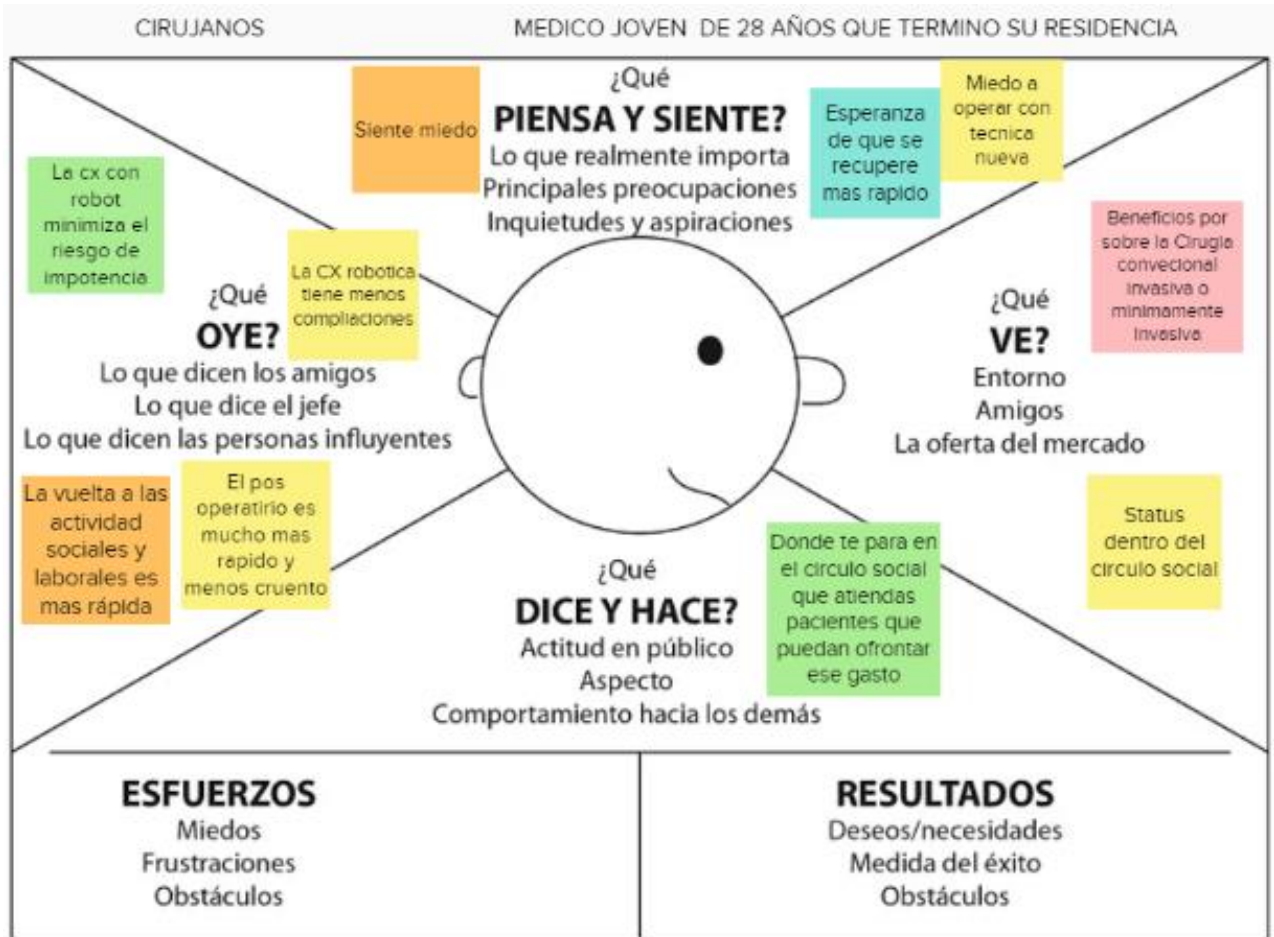 CIRUJANOS
MEDICO JOVEN DE 28 AÑOS QUE TERMINO SU RESIDENCIA
¿Qué
PIENSA Y SIENTE?
Lo que realmente importa
Principales preocupaciones
Inquietudes y aspiraciones
Siente miedo
Esperanza
de que se
recupere
mas rapido
Miedo a
operar con
tecnica
nueva
La cx con
robot
minimiza el
riesgo de
impotencia
La CX robotica
tiene menos
compliaciones
¿Qué
OYE?
Lo que dicen los amigos
Lo que dice el jefe
Lo que dicen las personas influyentes
La vuelta a las
actividad
sociales y
laborales es
mas rápida
El pos
operatirio es
mucho mas
rapido y
menos cruento
Beneficios por
sobre la Cirugia
convecional
invasiva o
minimamente
invasiva
¿Qué
VE?
Entorno
Amigos
La oferta del mercado
Status
dentro del
circulo social
¿Qué
DICE Y HACE?
Actitud en público
Aspecto
Comportamiento hacia los demás
Donde te para en
el circulo social
que atiendas
pacientes que
puedan ofrontar
ese gasto
ESFUERZOS
Miedos
Frustraciones
Obstáculos
RESULTADOS
Deseos/necesidades
Medida del éxito
Obstáculos